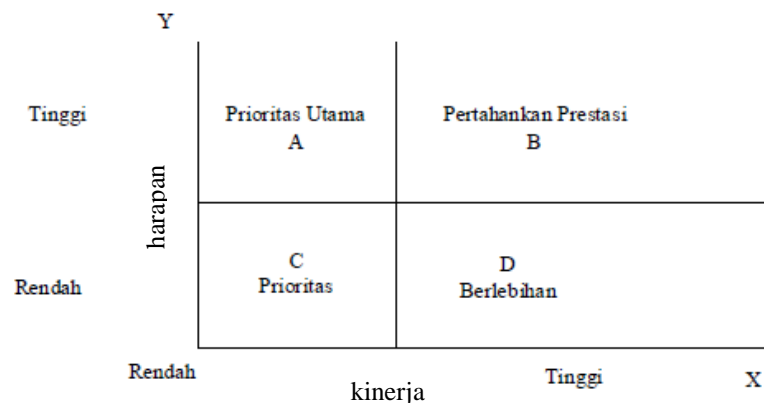 Y
Tinggi
Prioritas Utama
A
Pertahankan Prestasi
B
harapan
C
Prioritas
D
Berlebihan
Rendah
Rendah
kinerja
Tinggi
X